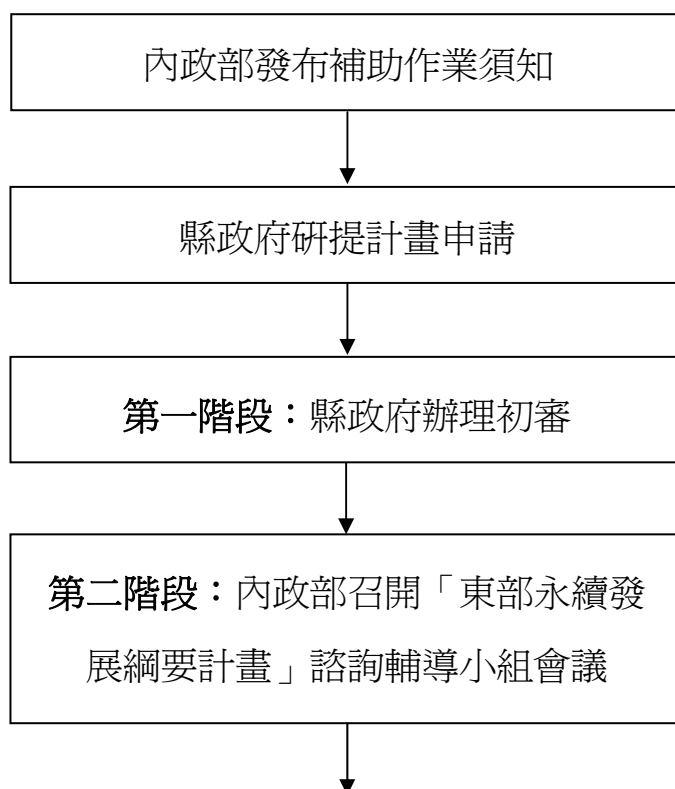 內政部發布補助作業須知
縣政府研提計畫申請
第一階段：縣政府辦理初審
第二階段：內政部召開「東部永續發
展綱要計畫」諮詢輔導小組會議